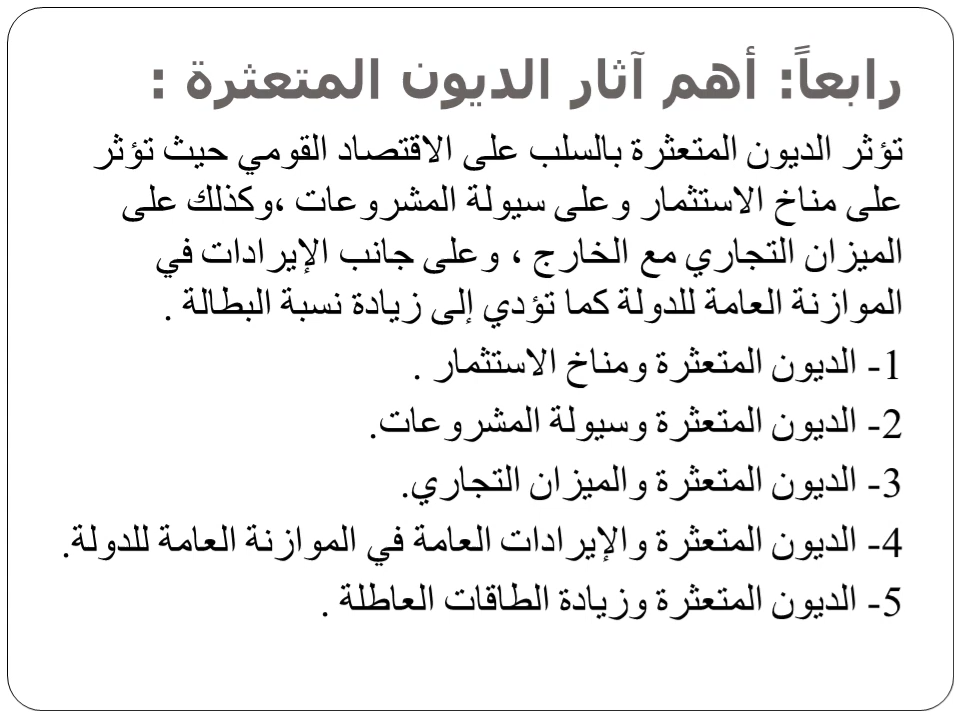 رابعاً: أهم آثار الديون المتعثرة :
تؤثر الديون المتعثرة بالسلب على الاقتصاد القومي حيث تؤثر
على مناخ الاستثمار وعلى سيولة المشروعات ،وكذلك على
الميزان التجاري مع الخارج ، وعلى جانب الإيرادات في
الموازنة العامة للدولة كما تؤدي إلى زيادة نسبة البطالة .
1- الديون المتعثرة ومناخ الاستثمار .
2- الديون المتعثرة وسيولة المشروعات.
3- الديون المتعثرة والميزان التجاري.
4- الديون المتعثرة والإيرادات العامة في الموازنة العامة للدولة.
5- الديون المتعثرة وزيادة الطاقات العاطلة .